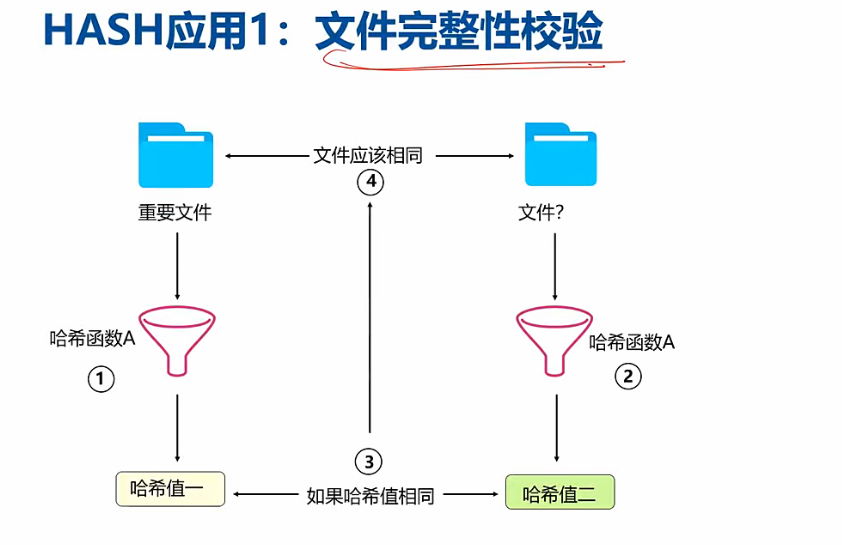 HASH应用1：文件完整性校验
文件应该相同
④
重要文件
文件?
哈希函数A
①
哈希函数A
②
③
哈希值一
如果哈希值相同
哈希值二